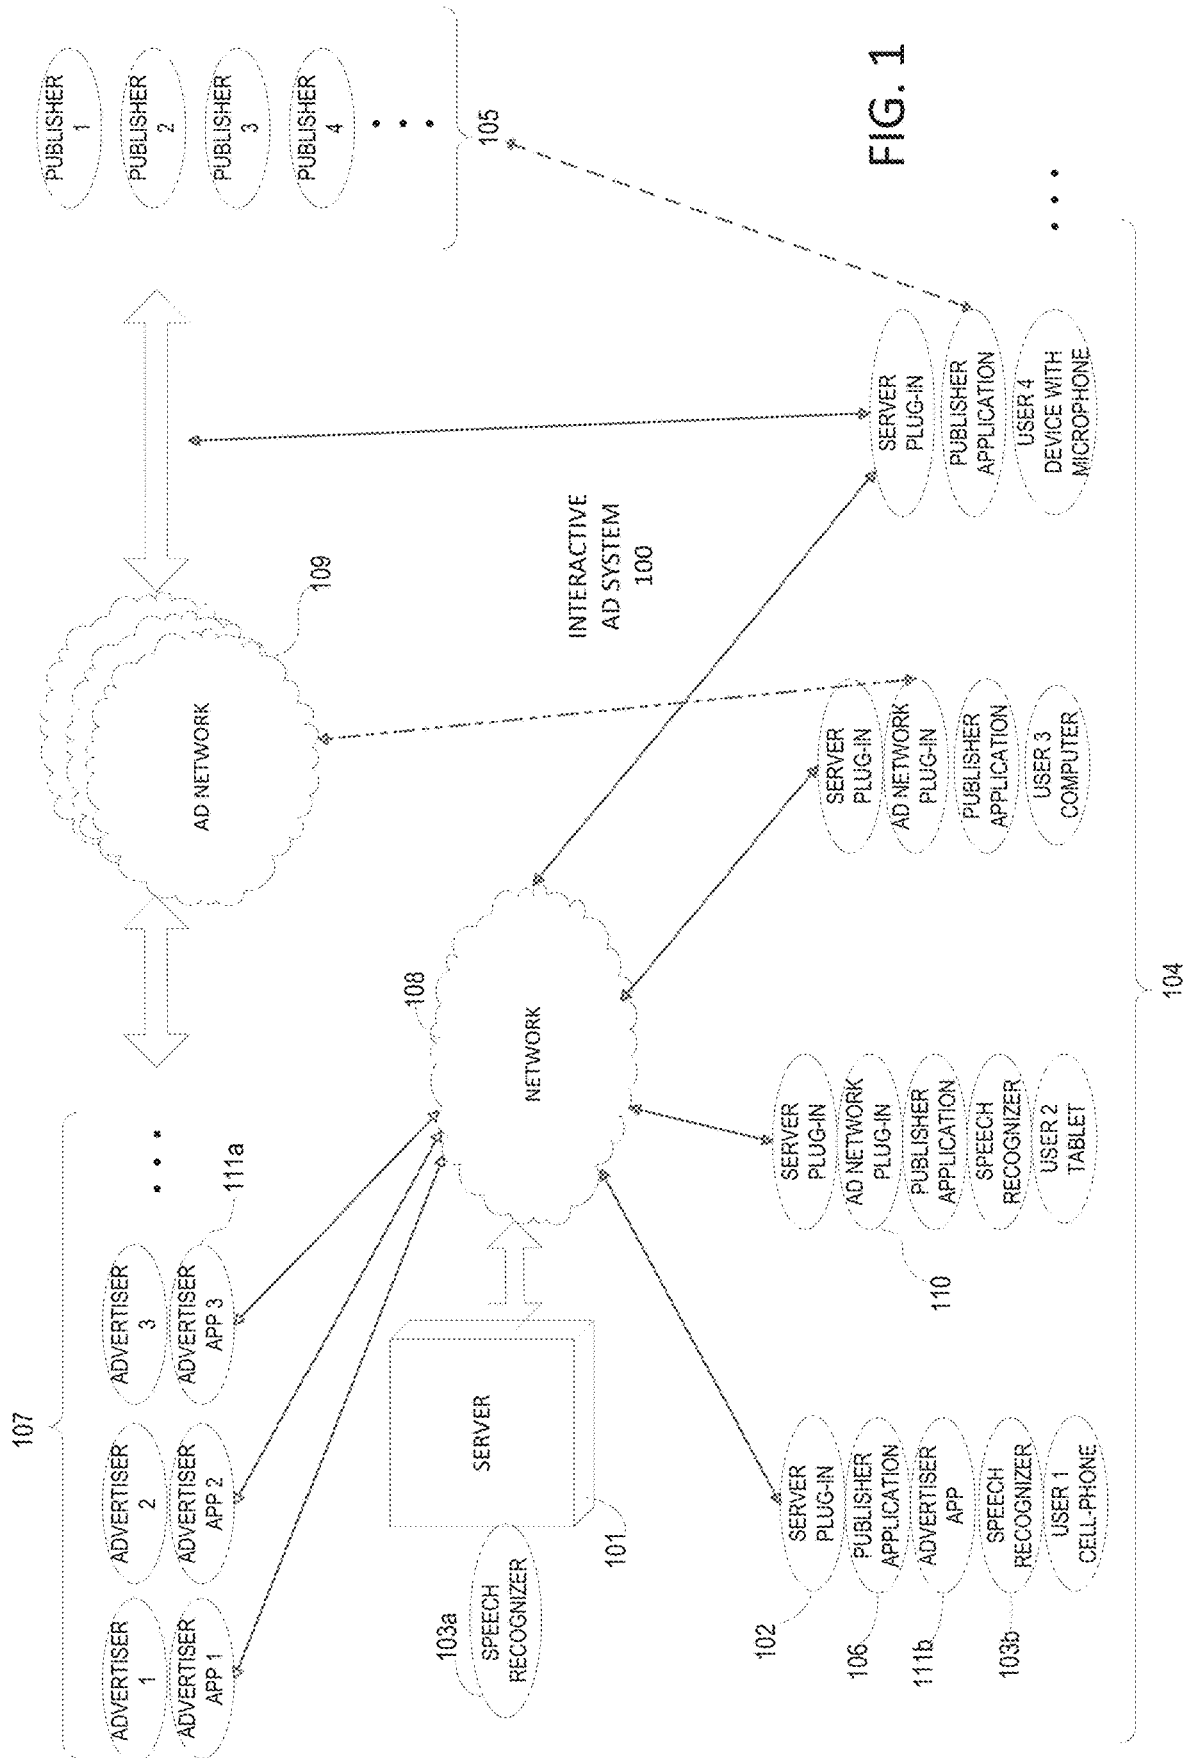 107
ADVERTISER
1
ADVERTISER
APP 1
ADVERTISER
2
ADVERTISER
APP 2
ADVERTISER
3
ADVERTISER
APP 3
111a
AD NETWORK
109
PUBLISHER
1
PUBLISHER
2
PUBLISHER
3
PUBLISHER
4
105
103a
SPEECH
RECOGNIZER
SERVER
101
108
NETWORK
INTERACTIVE
AD SYSTEM
100
102
SERVER
PLUG-IN
106
PUBLISHER
APPLICATION
111b
ADVERTISER
APP
103b
SPEECH
RECOGNIZER
USER 1
CELL-PHONE
SERVER
PLUG-IN
110
AD NETWORK
PLUG-IN
PUBLISHER
APPLICATION
SPEECH
RECOGNIZER
USER 2
TABLET
SERVER
PLUG-IN
AD NETWORK
PLUG-IN
PUBLISHER
APPLICATION
USER 3
COMPUTER
SERVER
PLUG-IN
PUBLISHER
APPLICATION
USER 4
DEVICE WITH
MICROPHONE
104
FIG. 1